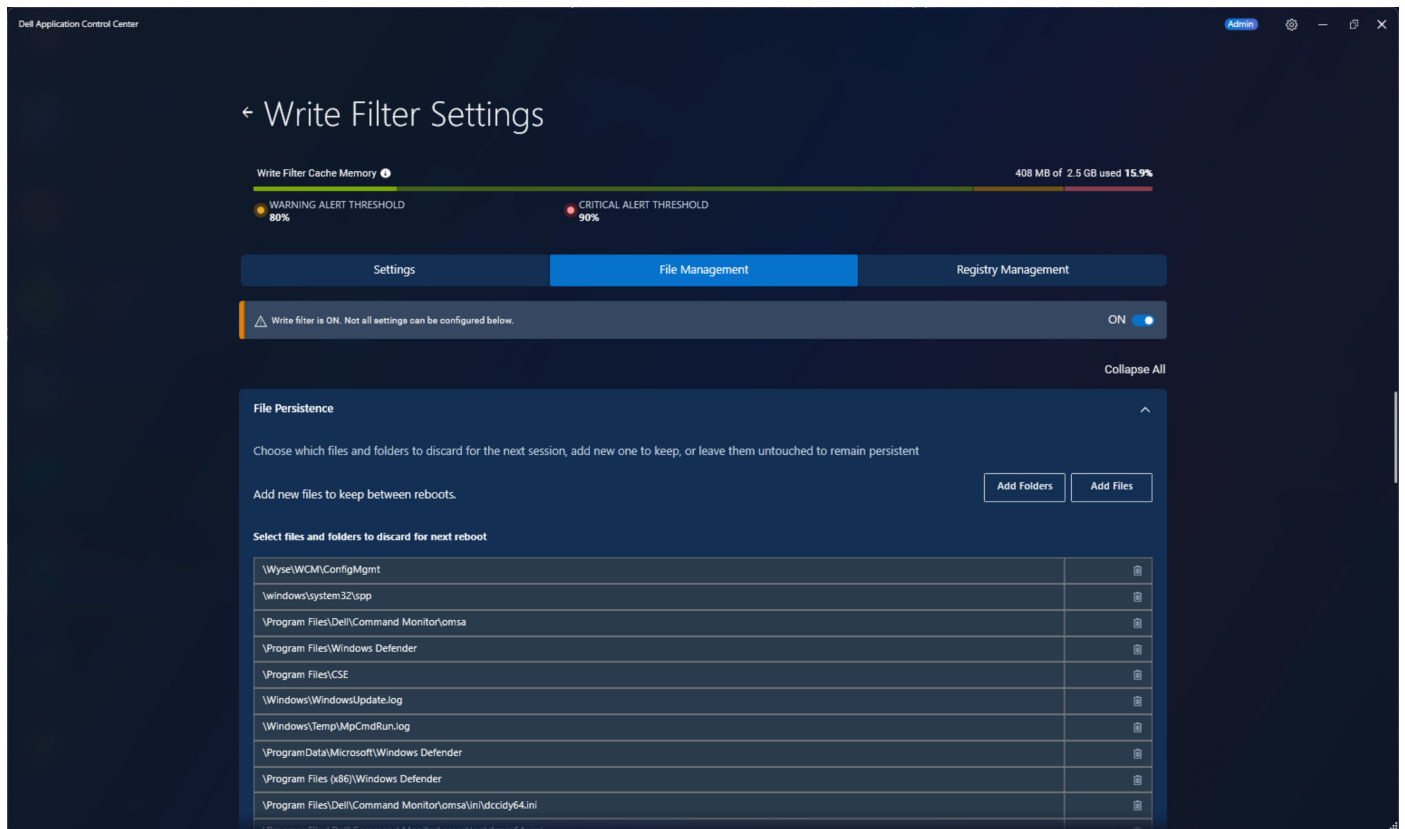 Dell Application Control Center
Admin
Write Filter Settings
Write Filter Cache Memory
408 MB of 2.5 GB used 15.9%
WARNING ALERT THRESHOLD
80%
CRITICAL ALERT THRESHOLD
90%
Settings
File Management
Registry Management
Write filter is ON. Not all settings can be configured below.
ON
Collapse All
File Persistence
Choose which files and folders to discard for the next session, add new one to keep, or leave them untouched to remain persistent
Add new files to keep between reboots.
Add Folders
Add Files
Select files and folders to discard for next reboot
\Wyse\WCM\ConfigMgmt
\windows\system32\spp
\Program Files\Dell\Command Monitor\omsa
\Program Files\Windows Defender
\Program Files\CSE
\Windows\WindowsUpdate.log
\Windows\Temp\MpCmdRun.log
\ProgramData\Microsoft\Windows Defender
\Program Files (x86)\Windows Defender
\Program Files\Dell\Command Monitor\omsa\ini\dccidy64.ini